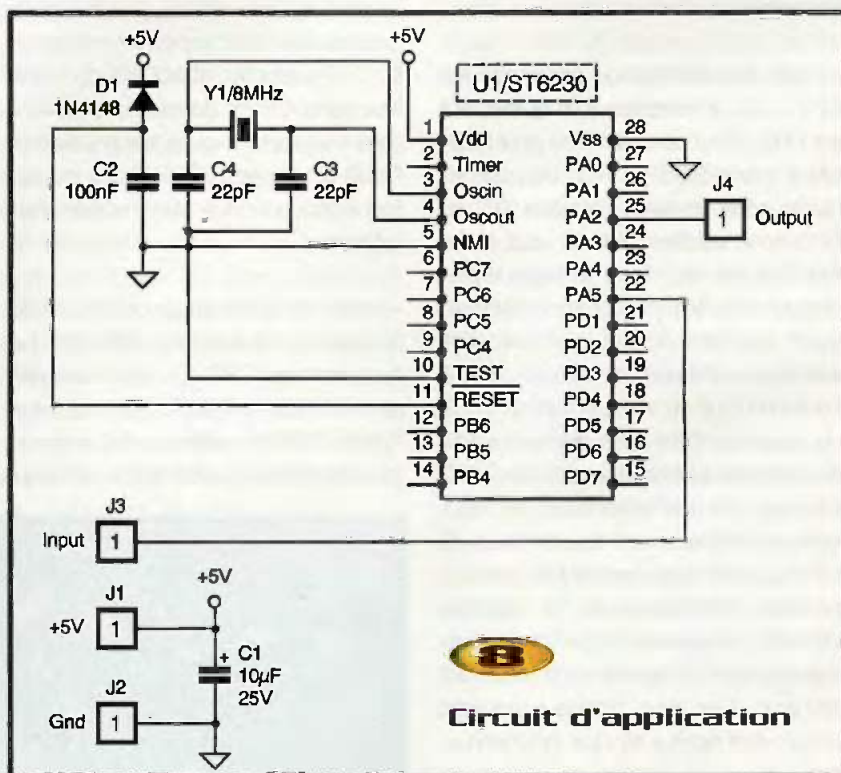 +5V
+5V
D1
1N4148
Y1/8MHz
U1/ST6230
C2
100nF
C4
22pF
C3
22pF
1 Vdd Vss 28
2 Timer PA0 27
3 Oscin PA1 26
4 Oscout PA2 25
5 NMI PA3 24
6 PC7 PA4 23
7 PC6 PA5 22
8 PC5 PD1 21
9 PC4 PD2 20
10 TEST PD3 19
11 RESET PD4 18
12 PB6 PD5 17
13 PB5 PD6 16
14 PB4 PD7 15
J4
1 Output
J3
Input 1
+5V
J1
+5V 1
C1
+
10µF
25V
J2
Gnd 1
8
Circuit d'application